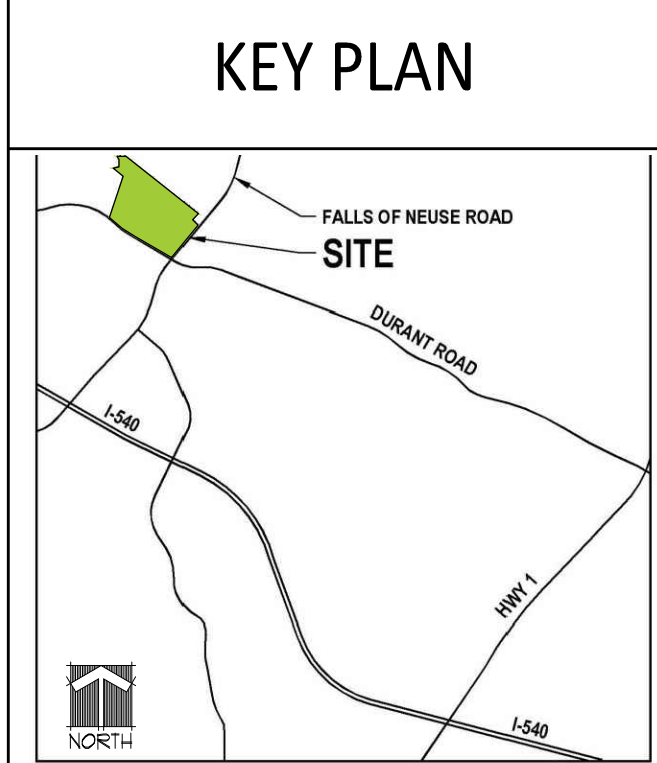 KEY PLAN
FALLS OF NEUSE ROAD
SITE
DURANT ROAD
I-540
HWY 1
I-540
NORTH